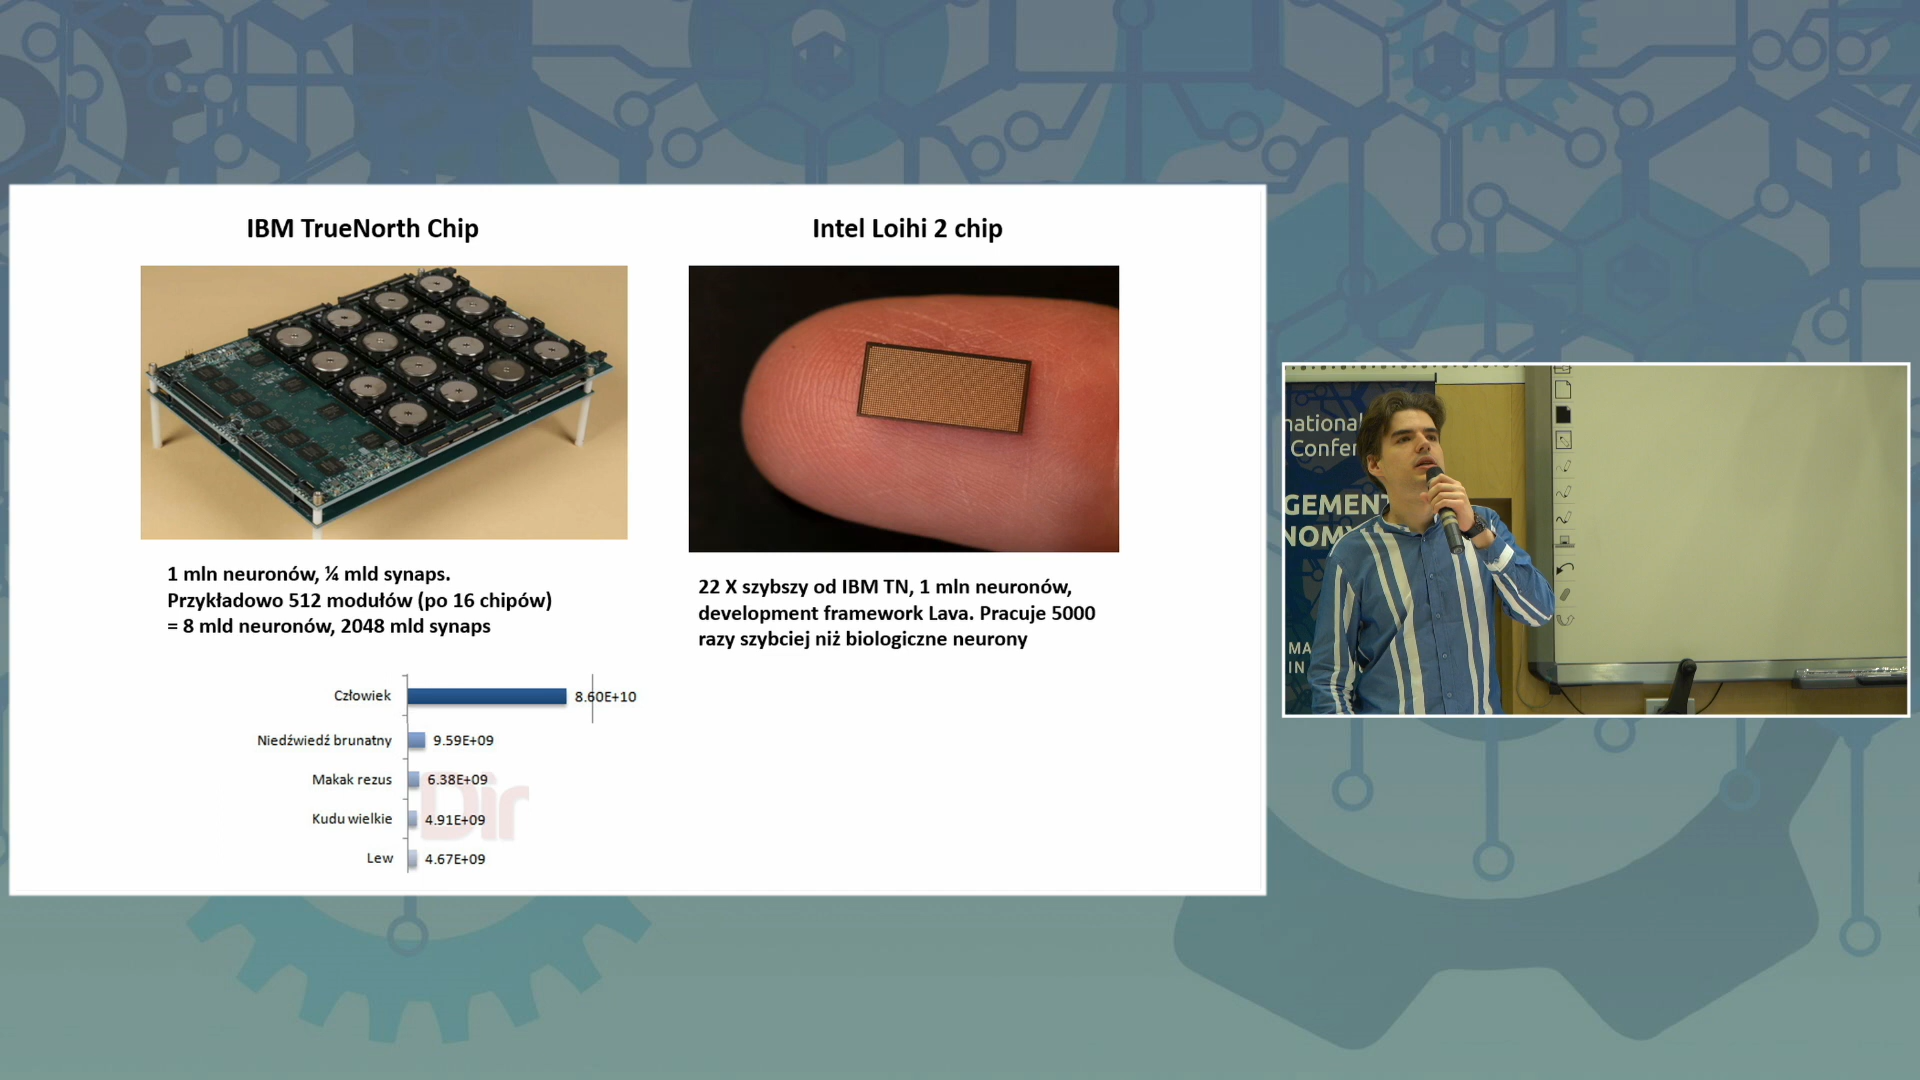 IBM TrueNorth Chip
Intel Loihi 2 chip
1 mln neuronów, ¼ mld synaps.
Przykładowo 512 modułów (po 16 chipów)
= 8 mld neuronów, 2048 mld synaps
22 X szybszy od IBM TN, 1 mln neuronów,
development framework Lava. Pracuje 5000
razy szybciej niż biologiczne neurony
Człowiek 8.60E+10
Niedźwiedź brunatny 9.59E+09
Makak rezus 6.38E+09
Kudu wielkie 4.91E+09
Lew 4.67E+09
Dir
national
Confer
GEMENT
NOMY
MA
IN